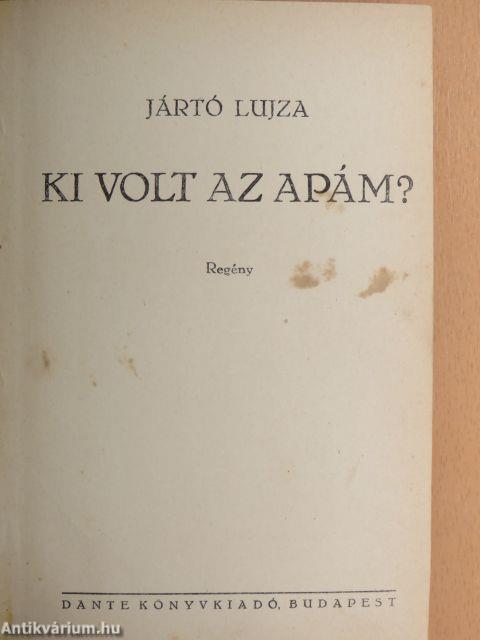 JÁRTÓ LUJZA
KI VOLT AZ APÁM?
Regény
DANTE KÖNYVKIADÓ, BUDAPEST
Antikvárium.hu